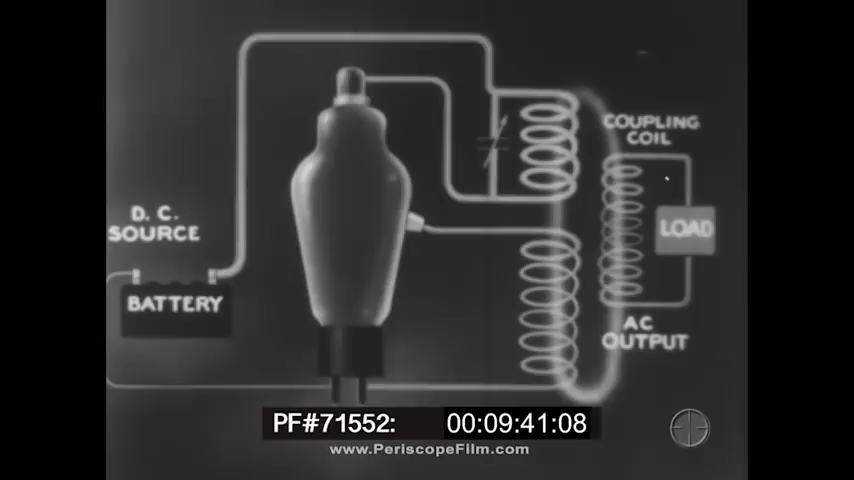 COUPLING
COIL
D. C.
SOURCE
LOAD
BATTERY
AC
OUTPUT
PF#71552: 00:09:41:08
www.PeriscopeFilm.com